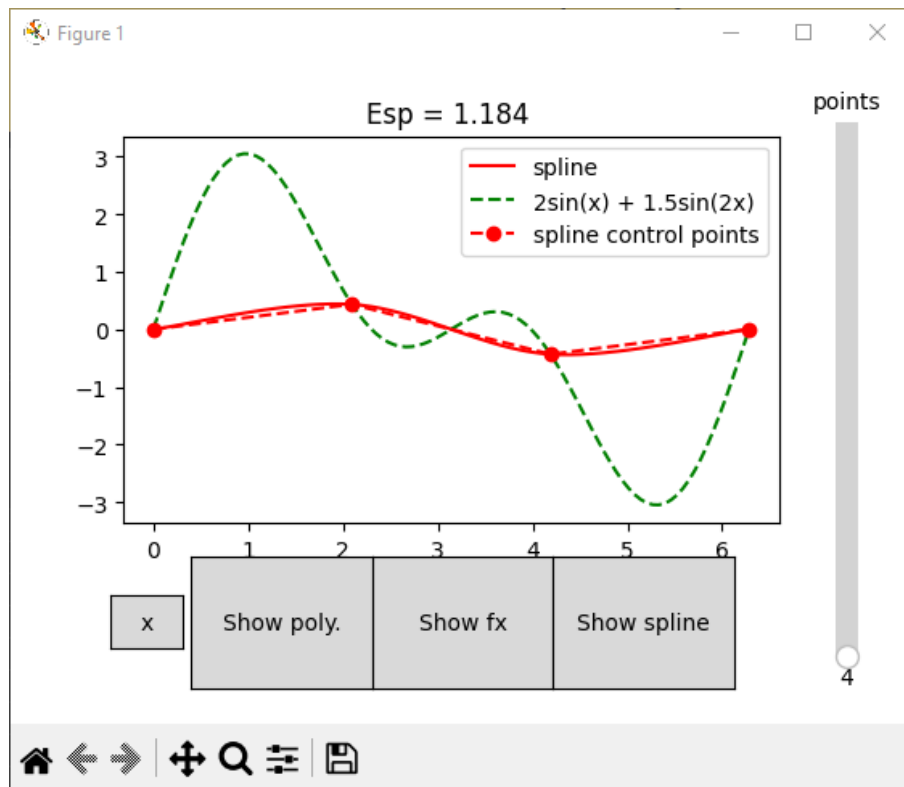 Figure 1
points
Esp = 1.184
3
2
1
0
−1
−2
−3
spline
2sin(x) + 1.5sin(2x)
spline control points
0 1 2 3 4 5 6
x
Show poly.
Show fx
Show spline
4